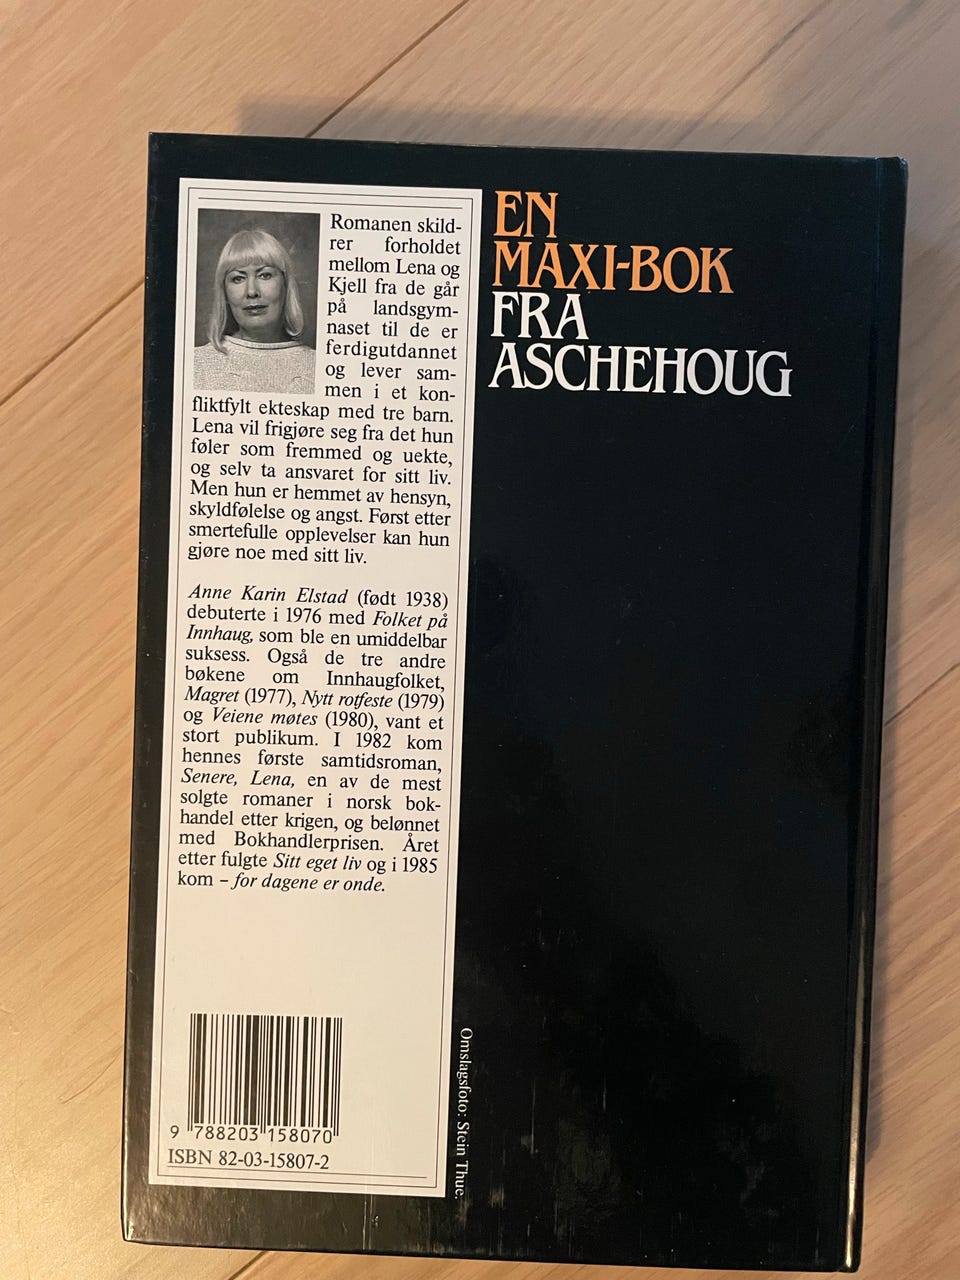 Romanen skild-
rer forholdet
mellom Lena og
Kjell fra de går
på landsgym-
naset til de er
ferdigutdannet
og lever sam-
men i et kon-
fliktfylt ekteskap med tre barn.
Lena vil frigjøre seg fra det hun
føler som fremmed og uekte,
og selv ta ansvaret for sitt liv.
Men hun er hemmet av hensyn,
skyldfølelse og angst. Først etter
smertefulle opplevelser kan hun
gjøre noe med sitt liv.
Anne Karin Elstad (født 1938)
debuterte i 1976 med Folket på
Innhaug, som ble en umiddelbar
suksess. Også de tre andre
bøkene om Innhaugfolket,
Magret (1977), Nytt rotfeste (1979)
og Veiene møtes (1980), vant et
stort publikum. I 1982 kom
hennes første samtidsroman,
Senere, Lena, en av de mest
solgte romaner i norsk bok-
handel etter krigen, og belønnet
med Bokhandlerprisen. Året
etter fulgte Sitt eget liv og i 1985
kom – for dagene er onde.
9 788203 158070
ISBN 82-03-15807-2
Omslagsfoto: Stein Thue.
EN
MAXI-BOK
FRA
ASCHEHOUG